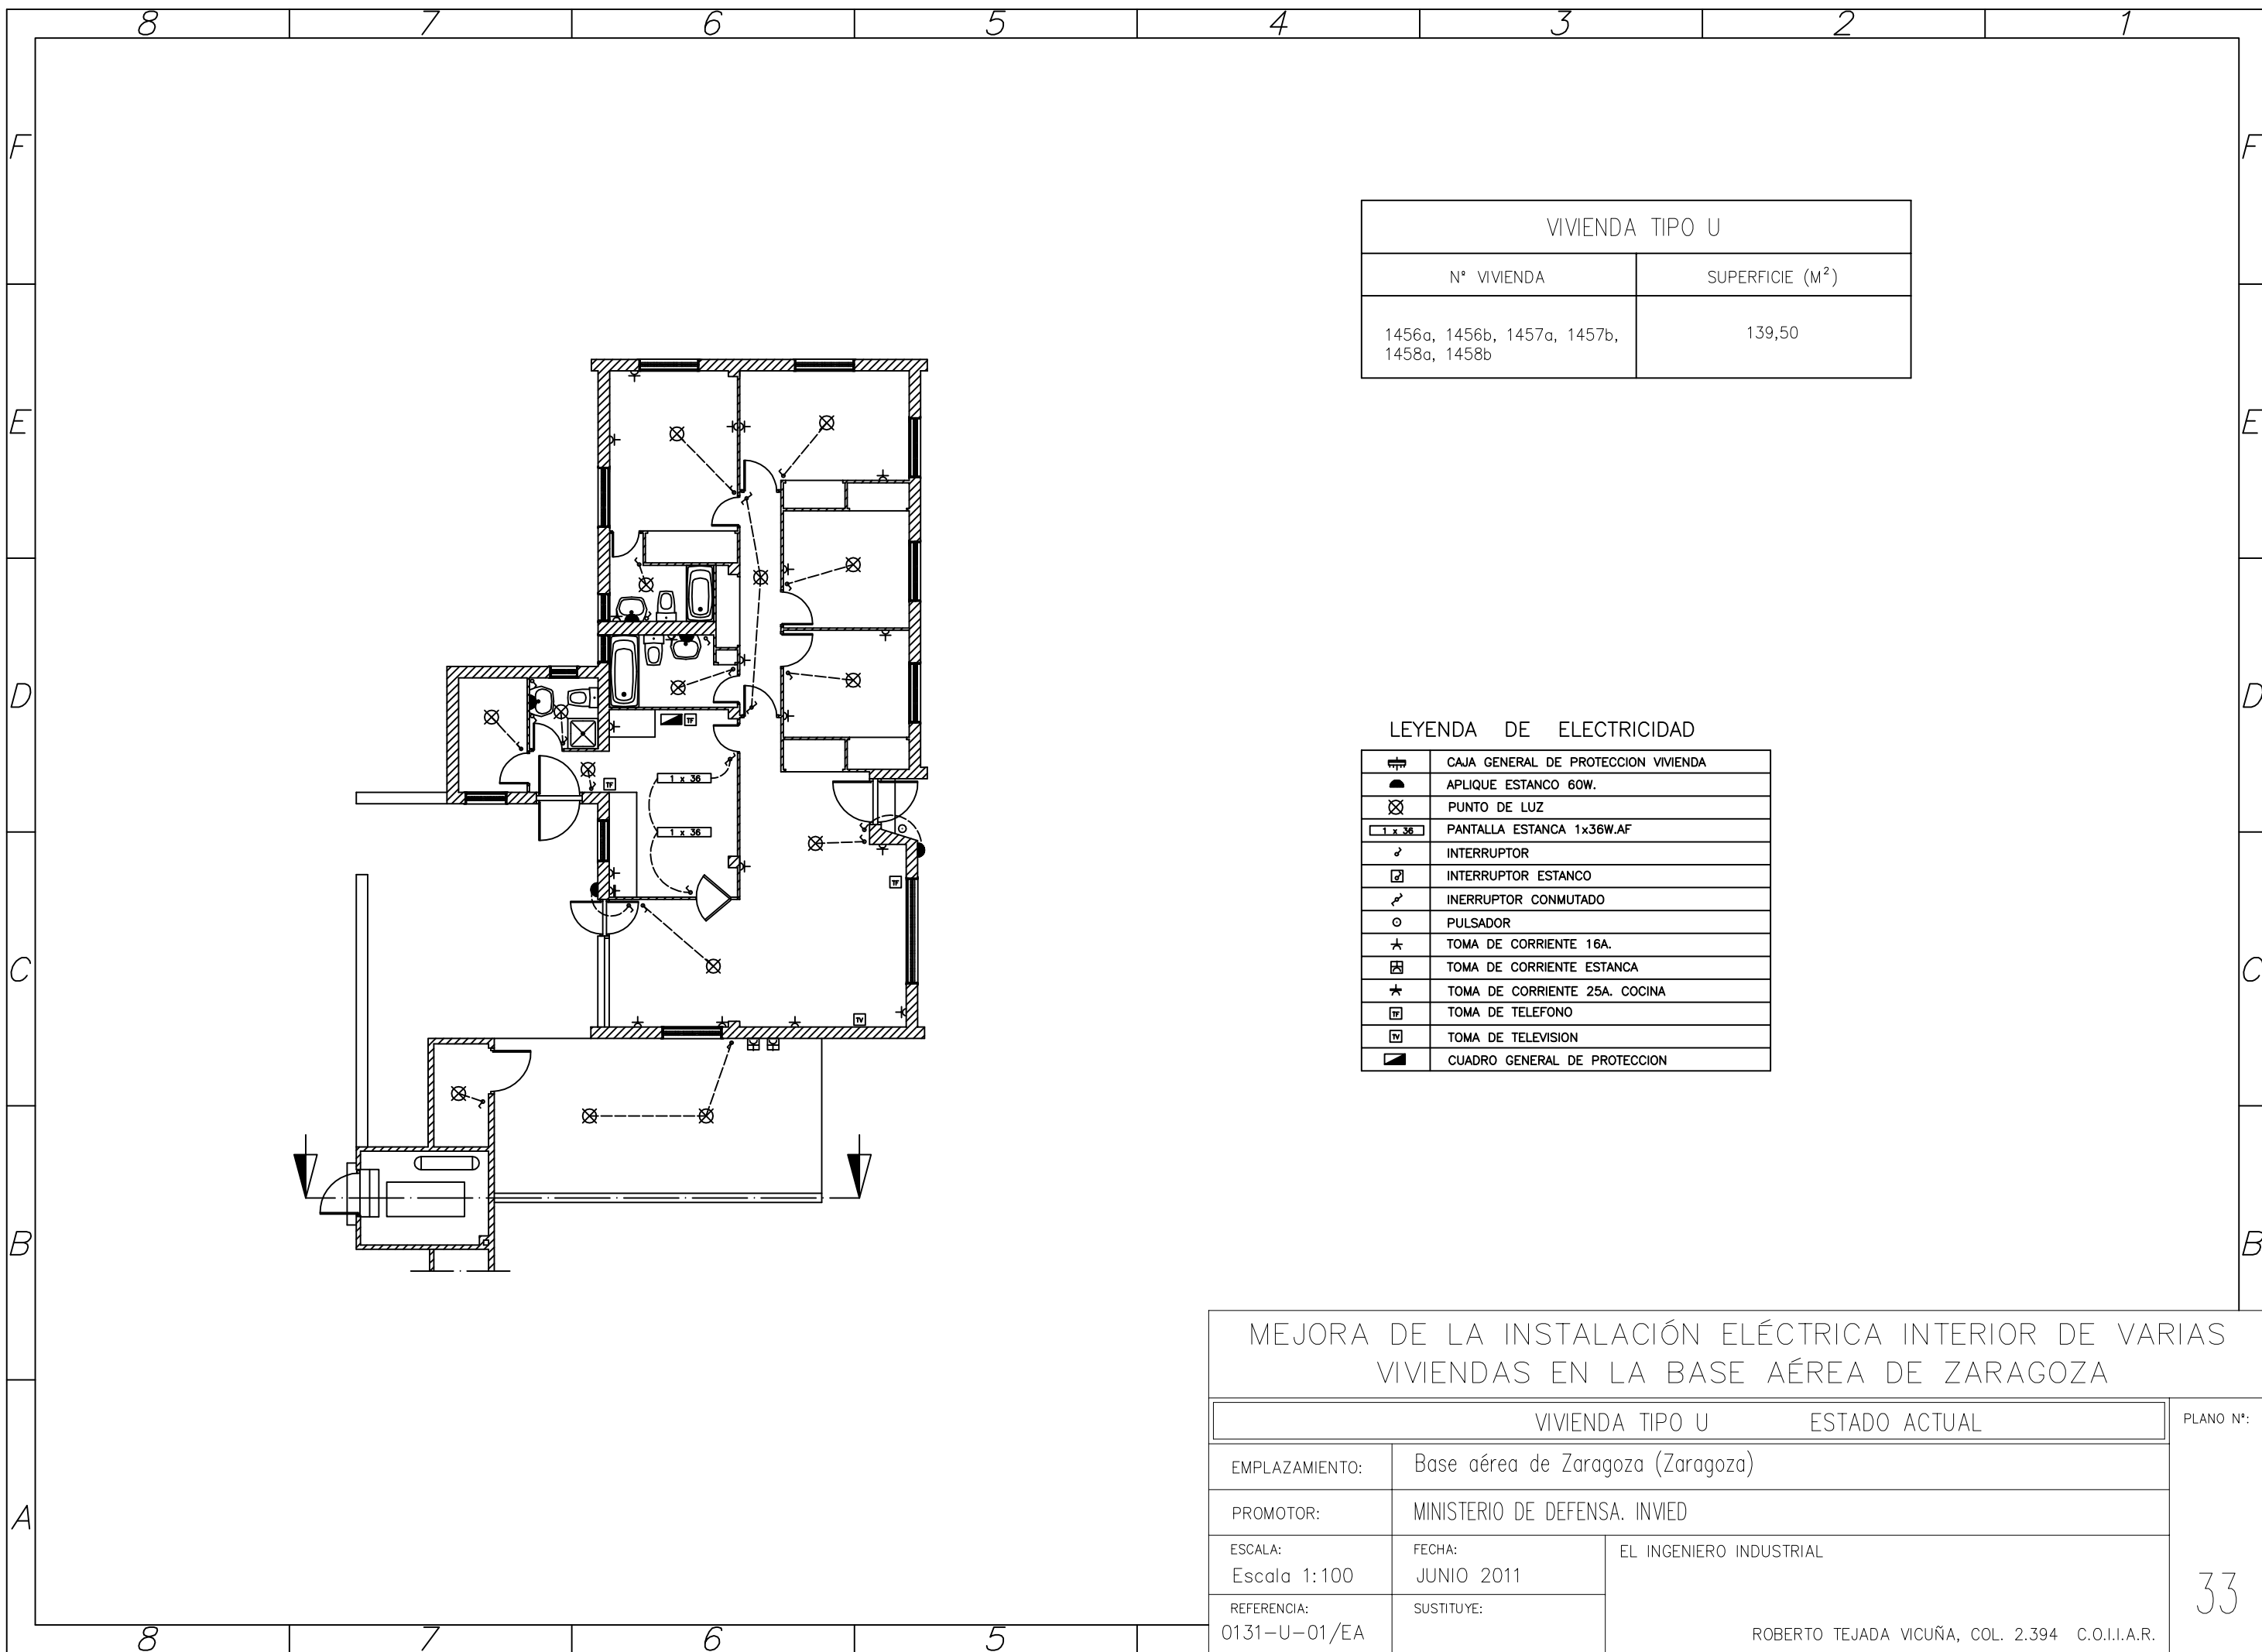 8 7 6 5 4 3 2 1
F F
E E
D D
C C
B B
A
VIVIENDA TIPO U
Nº VIVIENDA SUPERFICIE (M²)
1456a, 1456b, 1457a, 1457b, 139,50
1458a, 1458b
TF
1 x 36
TF
1 x 36
TF
TV
LEYENDA DE ELECTRICIDAD
CAJA GENERAL DE PROTECCION VIVIENDA
APLIQUE ESTANCO 60W.
PUNTO DE LUZ
1 x 36 PANTALLA ESTANCA 1x36W.AF
INTERRUPTOR
INTERRUPTOR ESTANCO
INERRUPTOR CONMUTADO
PULSADOR
TOMA DE CORRIENTE 16A.
TOMA DE CORRIENTE ESTANCA
TOMA DE CORRIENTE 25A. COCINA
TF TOMA DE TELEFONO
TV TOMA DE TELEVISION
CUADRO GENERAL DE PROTECCION
MEJORA DE LA INSTALACIÓN ELÉCTRICA INTERIOR DE VARIAS
VIVIENDAS EN LA BASE AÉREA DE ZARAGOZA
VIVIENDA TIPO U ESTADO ACTUAL
PLANO Nº:
33
EMPLAZAMIENTO: Base aérea de Zaragoza (Zaragoza)
PROMOTOR: MINISTERIO DE DEFENSA. INVIED
ESCALA: FECHA: EL INGENIERO INDUSTRIAL
Escala 1:100 JUNIO 2011
REFERENCIA: SUSTITUYE:
0131-U-01/EA ROBERTO TEJADA VICUÑA, COL. 2.394 C.O.I.I.A.R.
8 7 6 5